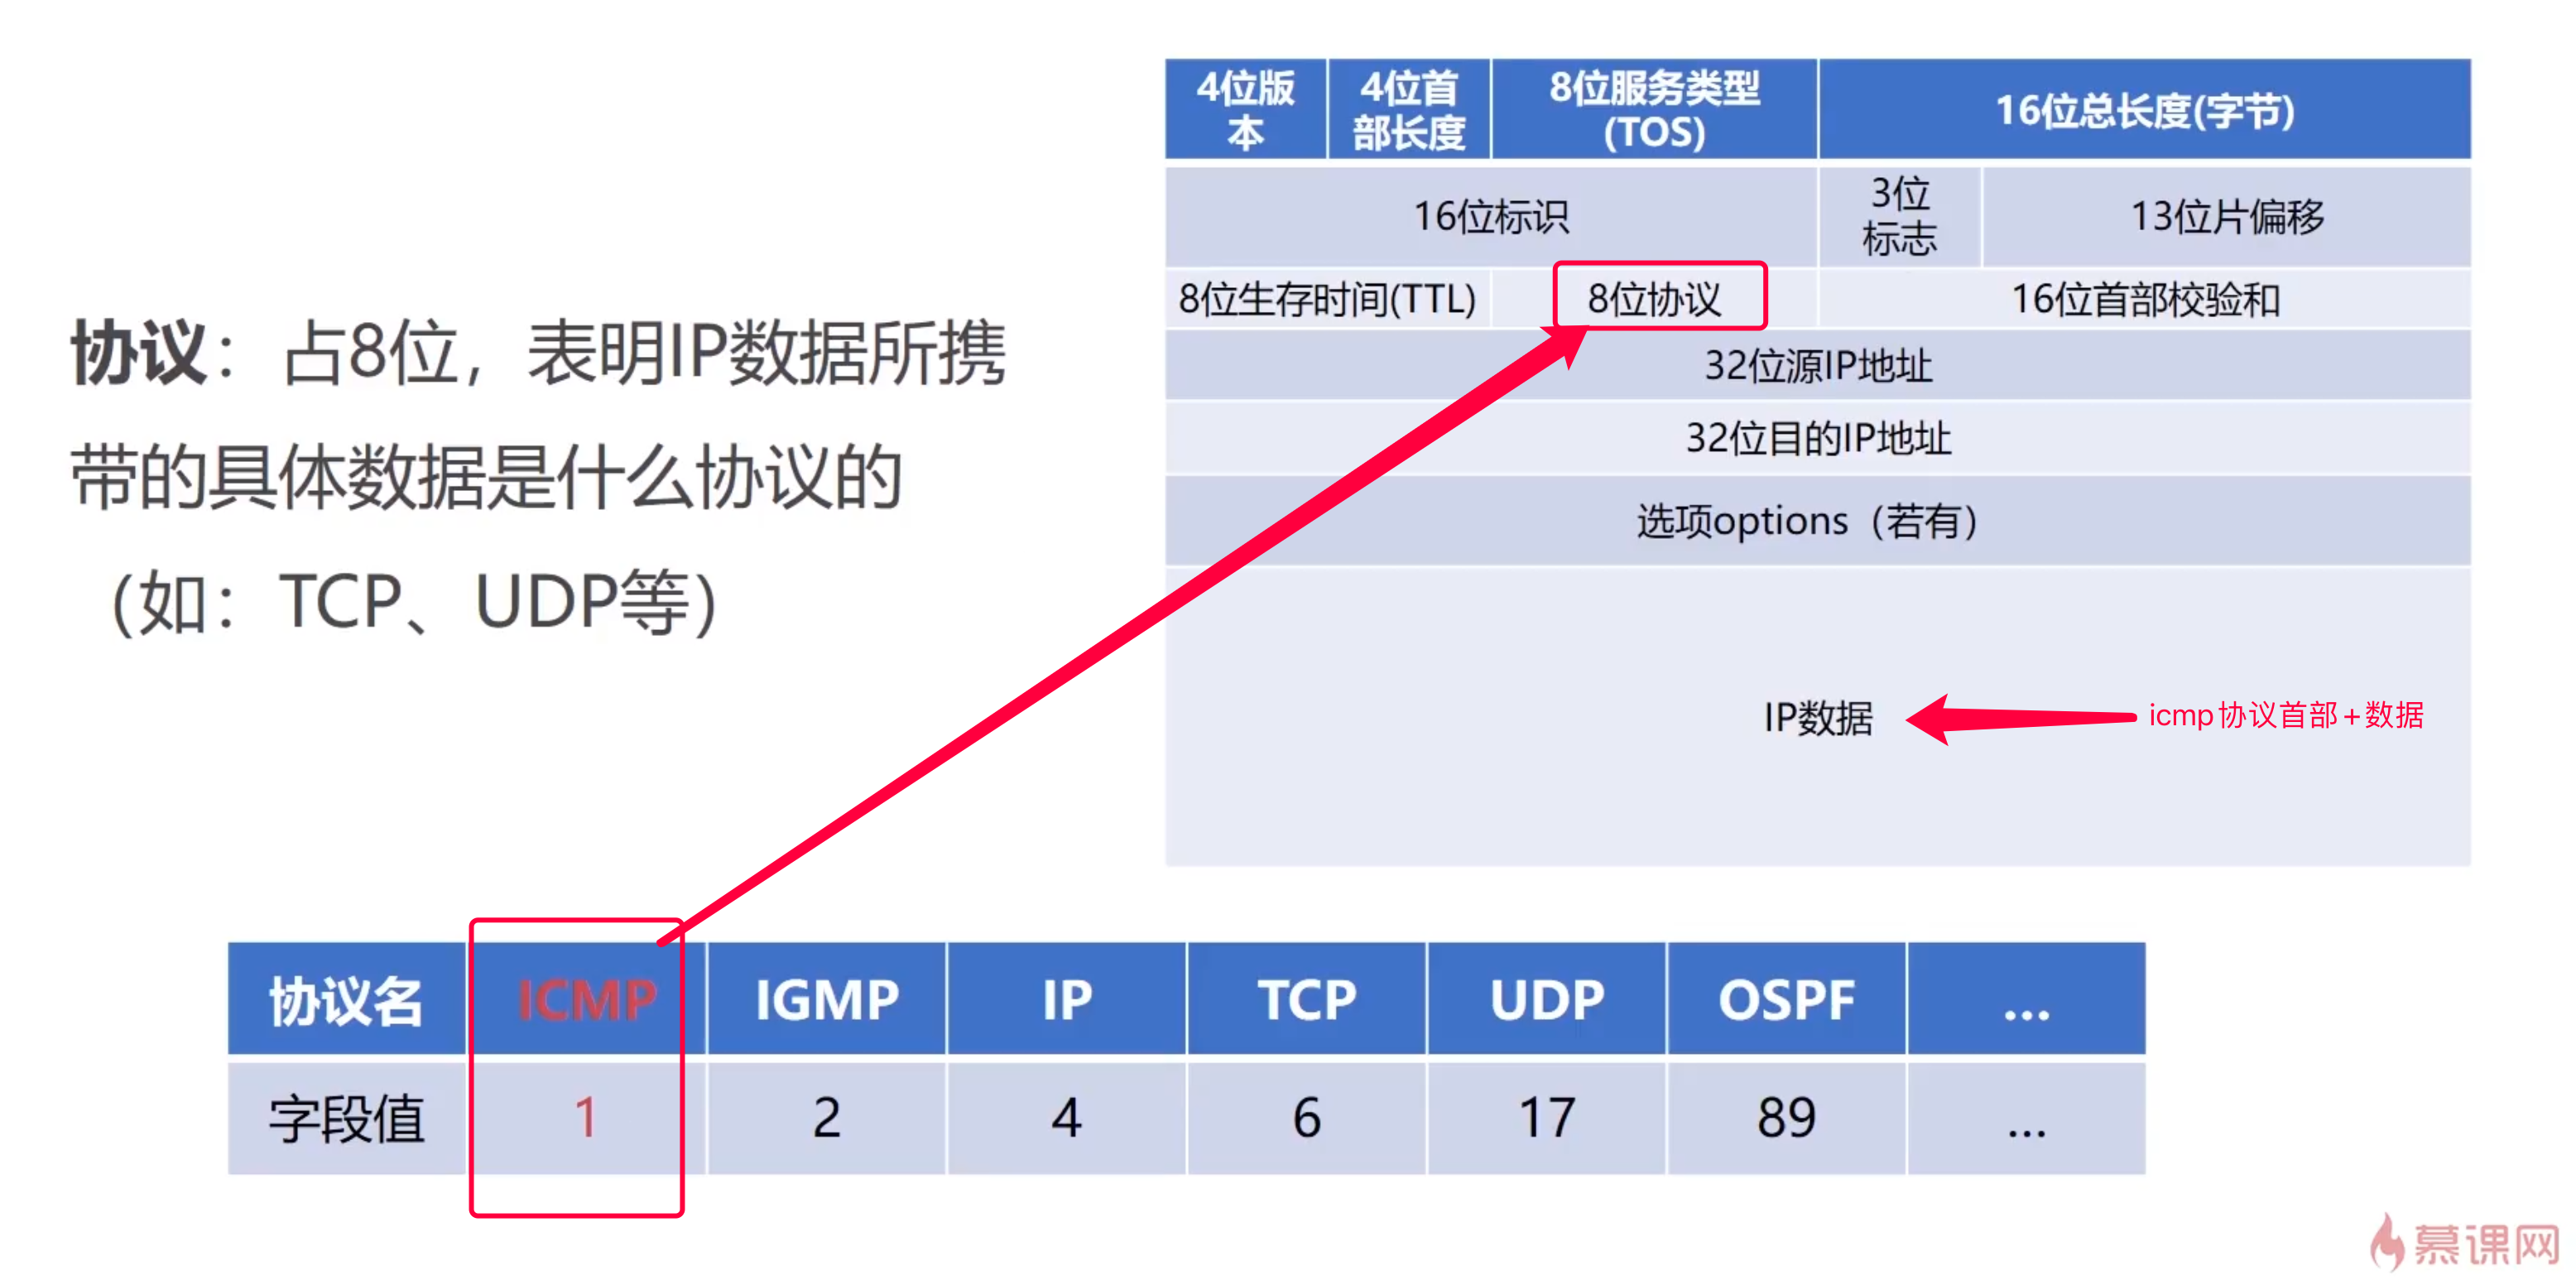 协议：占8位，表明IP数据所携
带的具体数据是什么协议的
（如：TCP、UDP等）
4位版
本
4位首
部长度
8位服务类型
(TOS)
16位总长度(字节)
16位标识
3位
标志
13位片偏移
8位生存时间(TTL)
8位协议
16位首部校验和
32位源IP地址
32位目的IP地址
选项options（若有）
IP数据
icmp协议首部+数据
协议名 ICMP IGMP IP TCP UDP OSPF ...
字段值 1 2 4 6 17 89 ...
慕课网